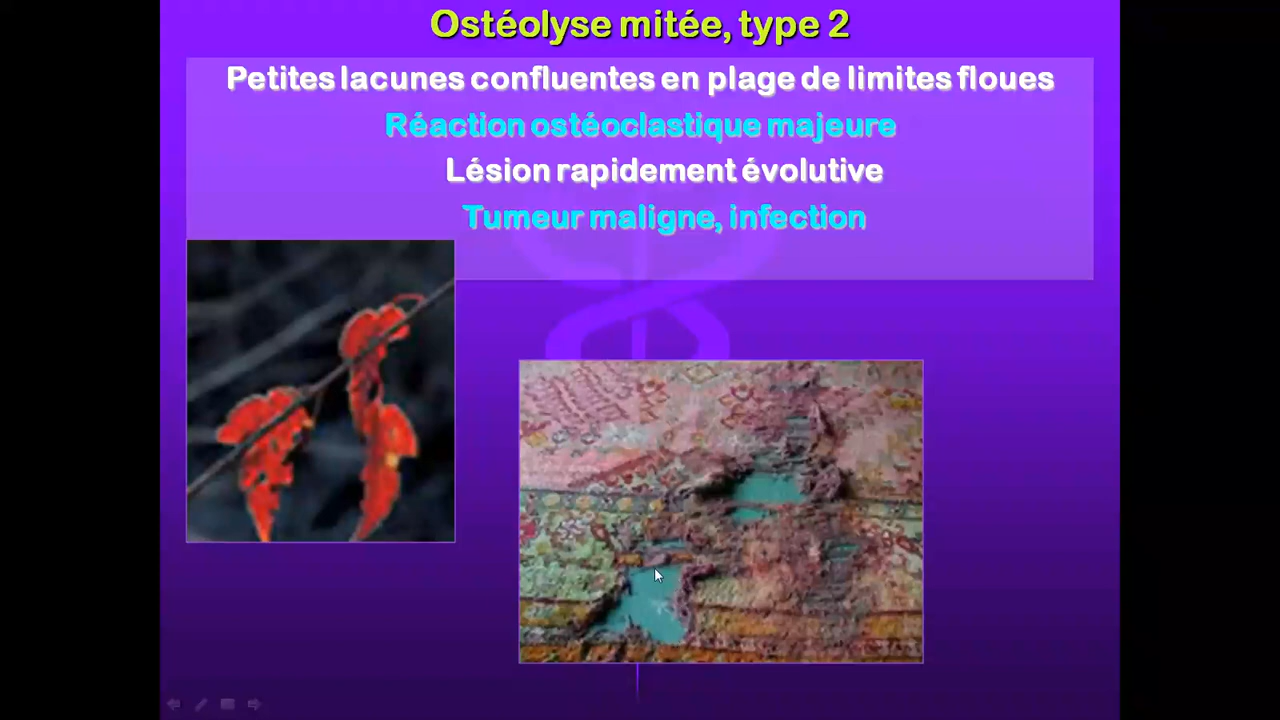 Ostéolyse mitée, type 2
Petites lacunes confluentes en plage de limites floues
Réaction ostéoclastique majeure
Lésion rapidement évolutive
Tumeur maligne, infection